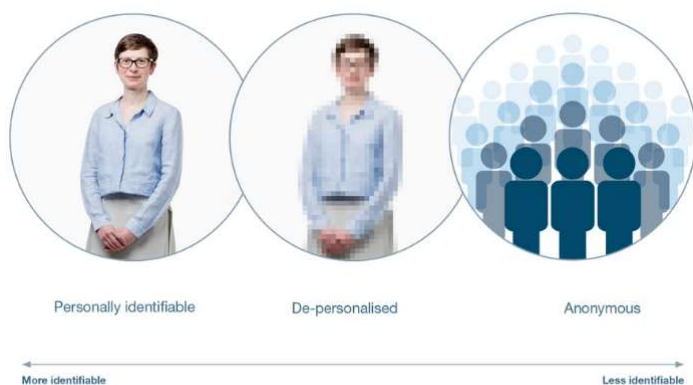 Personally identifiable
De-personalised
Anonymous
More identifiable
Less identifiable